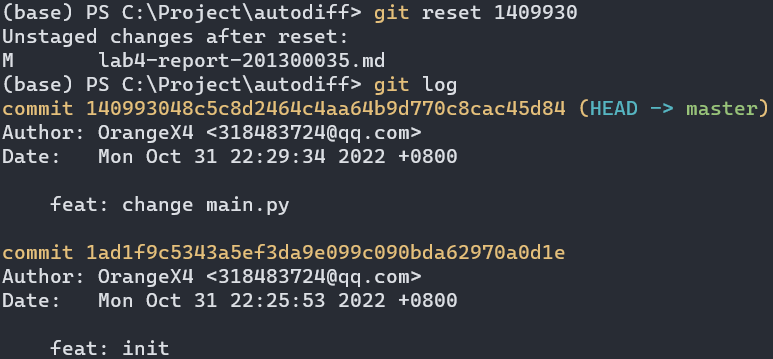 (base) PS C:\Project\autodiff> git reset 1409930
Unstaged changes after reset:
M       lab4-report-201300035.md
(base) PS C:\Project\autodiff> git log
commit 140993048c5c8d2464c4aa64b9d770c8cac45d84 (HEAD -> master)
Author: OrangeX4 <318483724@qq.com>
Date:   Mon Oct 31 22:29:34 2022 +0800
    feat: change main.py
commit 1ad1f9c5343a5ef3da9e099c090bda62970a0d1e
Author: OrangeX4 <318483724@qq.com>
Date:   Mon Oct 31 22:25:53 2022 +0800
    feat: init